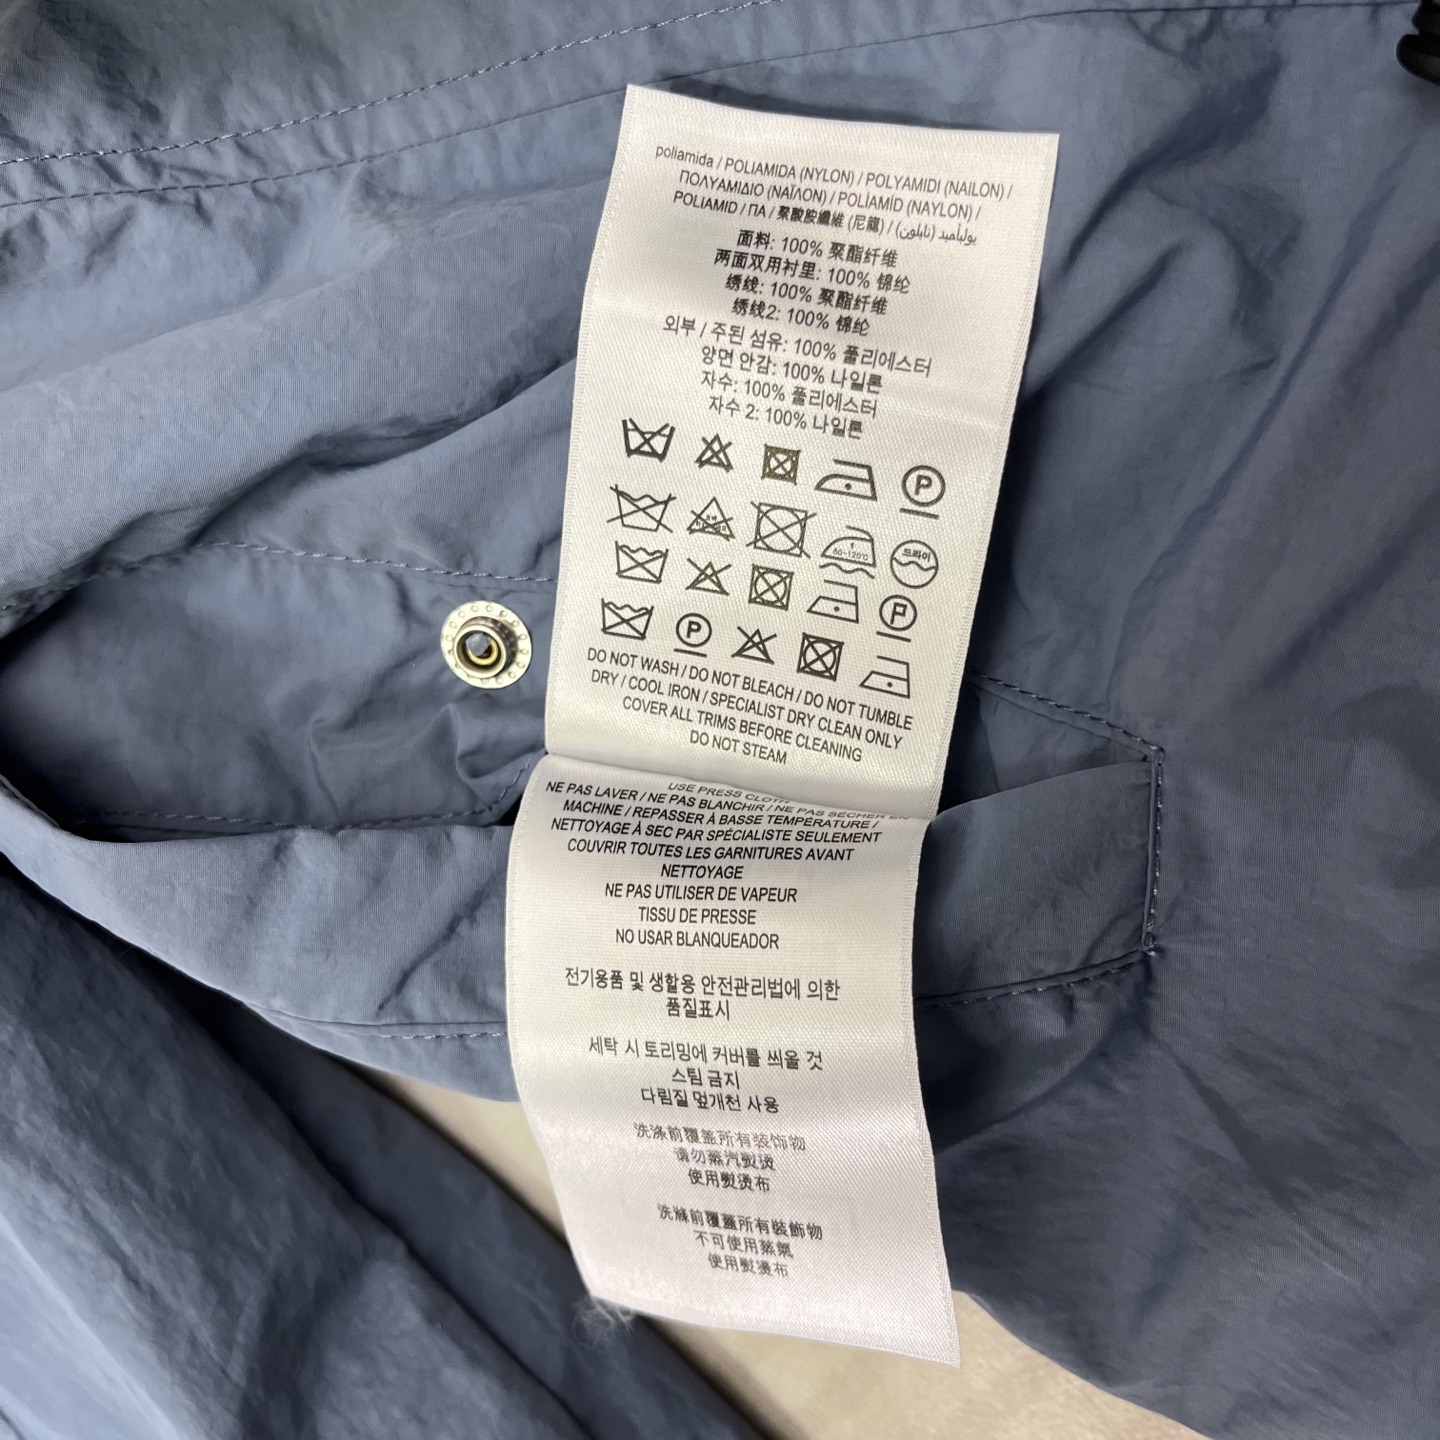 poliamida / POLIAMIDA (NYLON) / POLYAMIDI (NAILON) /
ΠΟΛΥΑΜΙΔΙΟ (ΝΑΪΛΟΝ) / POLİAMİD (NAYLON) /
POLIAMID / ПА / 聚酸胺纖維 (尼龍) / بولیأمید (نایلون)
面料: 100% 聚酯纤维
两面双用衬里: 100% 锦纶
绣线: 100% 聚酯纤维
绣线2: 100% 锦纶
외부 / 주된 섬유: 100% 폴리에스터
양면 안감: 100% 나일론
자수: 100% 폴리에스터
자수 2: 100% 나일론
P
80-120℃ 드라이
P
P
DO NOT WASH / DO NOT BLEACH / DO NOT TUMBLE
DRY / COOL IRON / SPECIALIST DRY CLEAN ONLY
COVER ALL TRIMS BEFORE CLEANING
DO NOT STEAM
USE PRESS CLOTH
NE PAS LAVER / NE PAS BLANCHIR / NE PAS SECHER EN
MACHINE / REPASSER À BASSE TEMPÉRATURE /
NETTOYAGE À SEC PAR SPÉCIALISTE SEULEMENT
COUVRIR TOUTES LES GARNITURES AVANT
NETTOYAGE
NE PAS UTILISER DE VAPEUR
TISSU DE PRESSE
NO USAR BLANQUEADOR
전기용품 및 생활용 안전관리법에 의한
품질표시
세탁 시 토리밍에 커버를 씌울 것
스팀 금지
다림질 덮개천 사용
洗涤前覆盖所有装饰物
请勿蒸汽熨烫
使用熨烫布
洗滌前覆蓋所有裝飾物
不可使用蒸氣
使用熨燙布